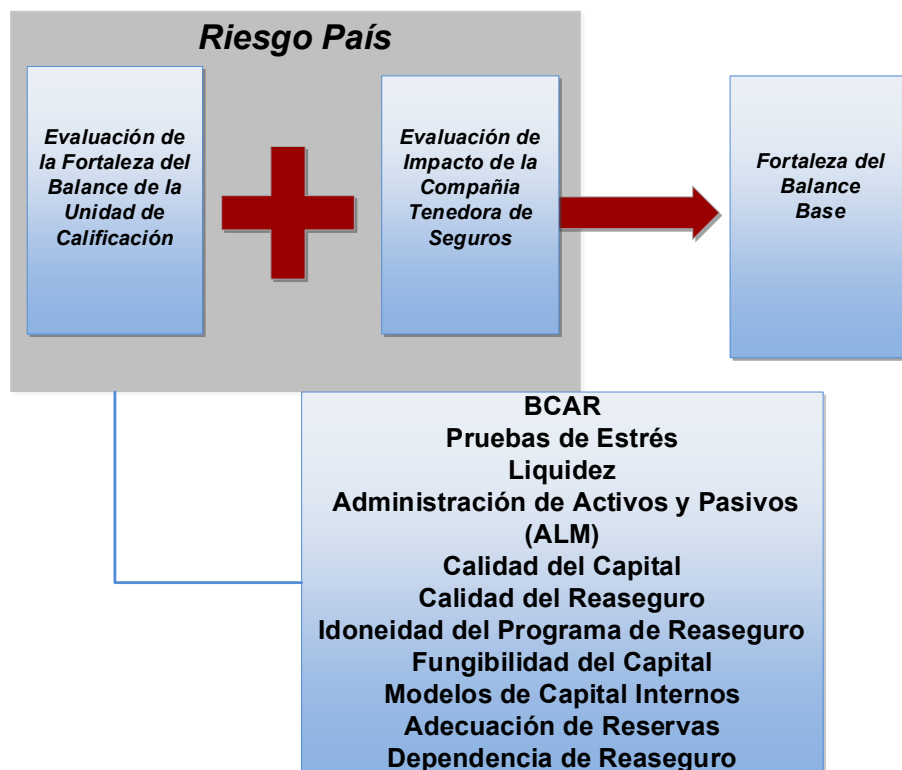 Riesgo País
Evaluación de
la Fortaleza del
Balance de la
Unidad de
Calificación
Evaluación de
Impacto de la
Compañia
Tenedora de
Seguros
Fortaleza del
Balance
Base
BCAR
Pruebas de Estrés
Liquidez
Administración de Activos y Pasivos
(ALM)
Calidad del Capital
Calidad del Reaseguro
Idoneidad del Programa de Reaseguro
Fungibilidad del Capital
Modelos de Capital Internos
Adecuación de Reservas
Dependencia de Reaseguro